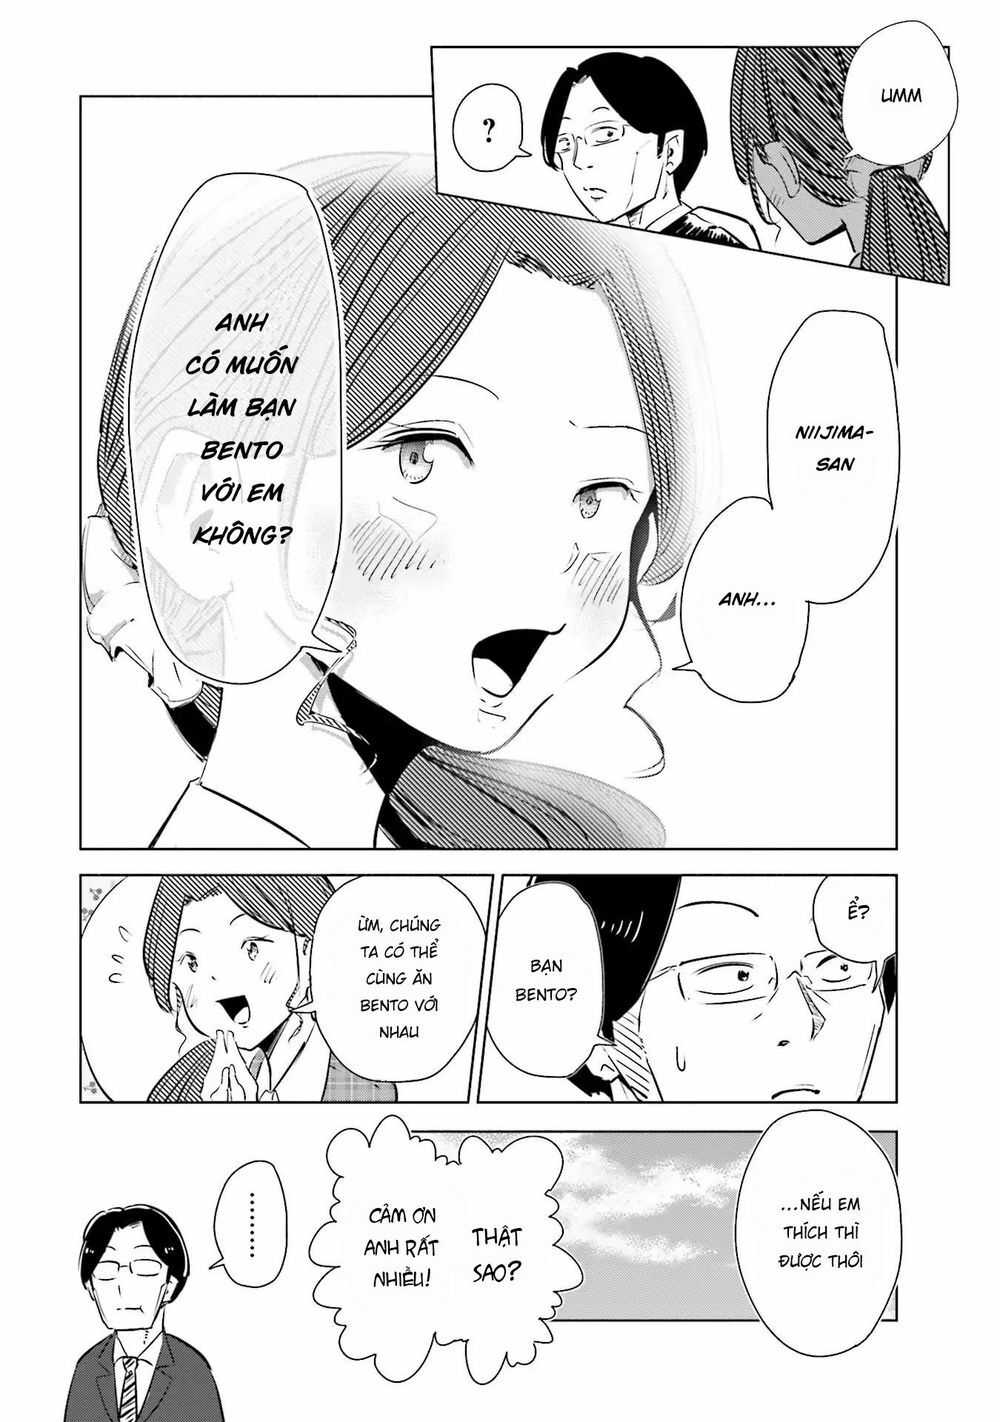 UMM
?
NIIJIMA-
SAN
ANH...
ANH
CÓ MUỐN
LÀM BẠN
BENTO
VỚI EM
KHÔNG?
Ể?
BẠN
BENTO?
ỪM, CHÚNG
TA CÓ THỂ
CÙNG ĂN
BENTO VỚI
NHAU
...NẾU EM
THÍCH THÌ
ĐƯỢC THÔI
THẬT
SAO?
CẢM ƠN
ANH RẤT
NHIỀU!
.........